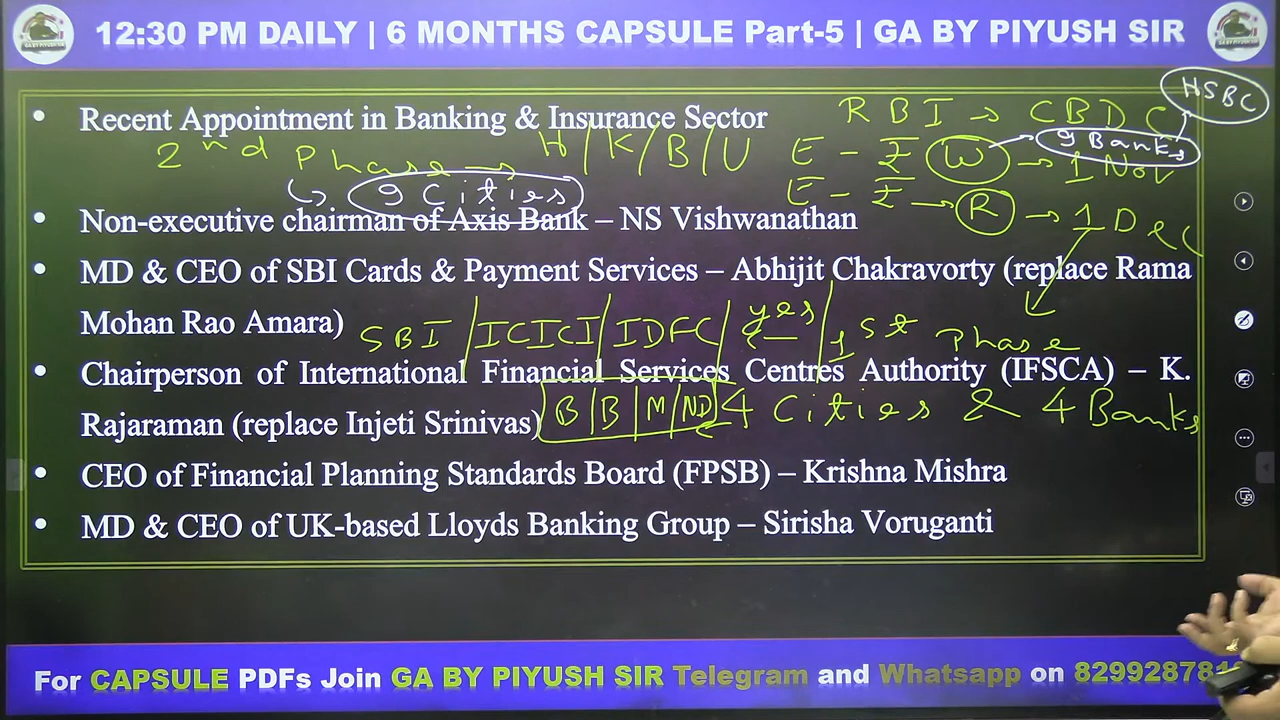 12:30 PM DAILY | 6 MONTHS CAPSULE Part-5 | GA BY PIYUSH SIR
HSBC
• Recent Appointment in Banking & Insurance Sector
RBI → CBDC
2nd Phase → H/K/B/U
E - ₹ W → 1 Nov
9 Banks
↳ 9 Cities
E - ₹ → R → 1 Dec
• Non-executive chairman of Axis Bank – NS Vishwanathan
• MD & CEO of SBI Cards & Payment Services – Abhijit Chakravorty (replace Rama
Mohan Rao Amara)
SBI / ICICI / IDFC / yes / 1st Phase
• Chairperson of International Financial Services Centres Authority (IFSCA) – K.
Rajaraman (replace Injeti Srinivas)
B | B | M | ND 4 Cities & 4 Banks
• CEO of Financial Planning Standards Board (FPSB) – Krishna Mishra
• MD & CEO of UK-based Lloyds Banking Group – Sirisha Voruganti
For CAPSULE PDFs Join GA BY PIYUSH SIR Telegram and Whatsapp on 829928781